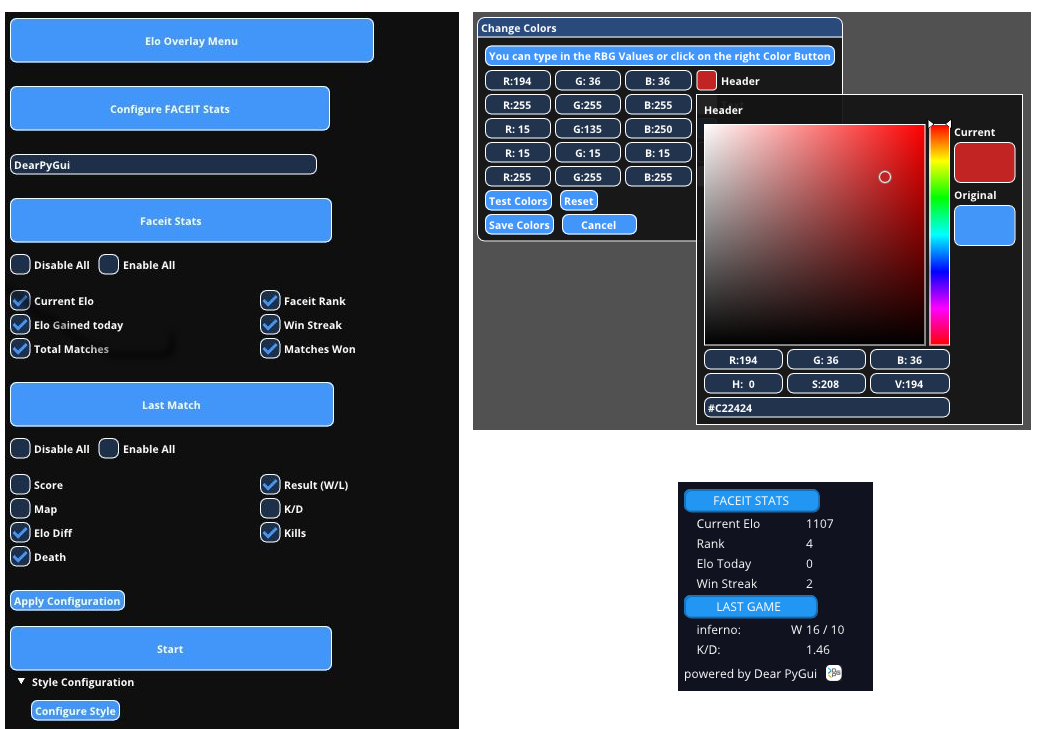 Elo Overlay Menu
Configure FACEIT Stats
DearPyGui
Faceit Stats
Disable All Enable All
Current Elo Faceit Rank
Elo Gained today Win Streak
Total Matches Matches Won
Last Match
Disable All Enable All
Score Result (W/L)
Map K/D
Elo Diff Kills
Death
Apply Configuration
Start
Style Configuration
Configure Style
Change Colors
You can type in the RBG Values or click on the right Color Button
R:194 G: 36 B: 36 Header
R:255 G:255 B:255
R: 15 G:135 B:250
R: 15 G: 15 B: 15
R:255 G:255 B:255
Test Colors Reset
Save Colors Cancel
Header
Current
Original
R:194 G: 36 B: 36
H: 0 S:208 V:194
#C22424
FACEIT STATS
Current Elo 1107
Rank 4
Elo Today 0
Win Streak 2
LAST GAME
inferno: W 16 / 10
K/D: 1.46
powered by Dear PyGui